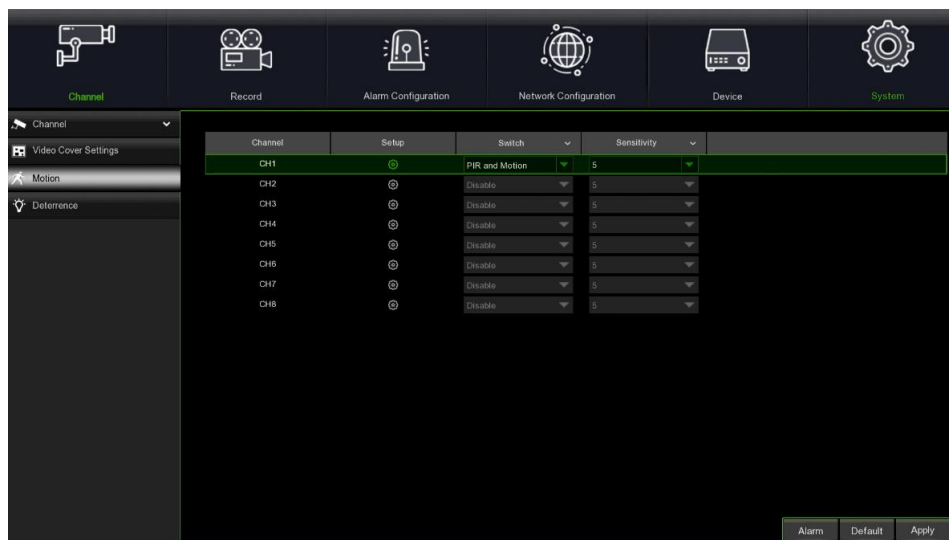 Channel Record Alarm Configuration Network Configuration Device System
Channel
Video Cover Settings
Motion
Deterrence
Channel Setup Switch Sensitivity
CH1 PIR and Motion 5
CH2 Disable 5
CH3 Disable 5
CH4 Disable 5
CH5 Disable 5
CH6 Disable 5
CH7 Disable 5
CH8 Disable 5
Alarm Default Apply